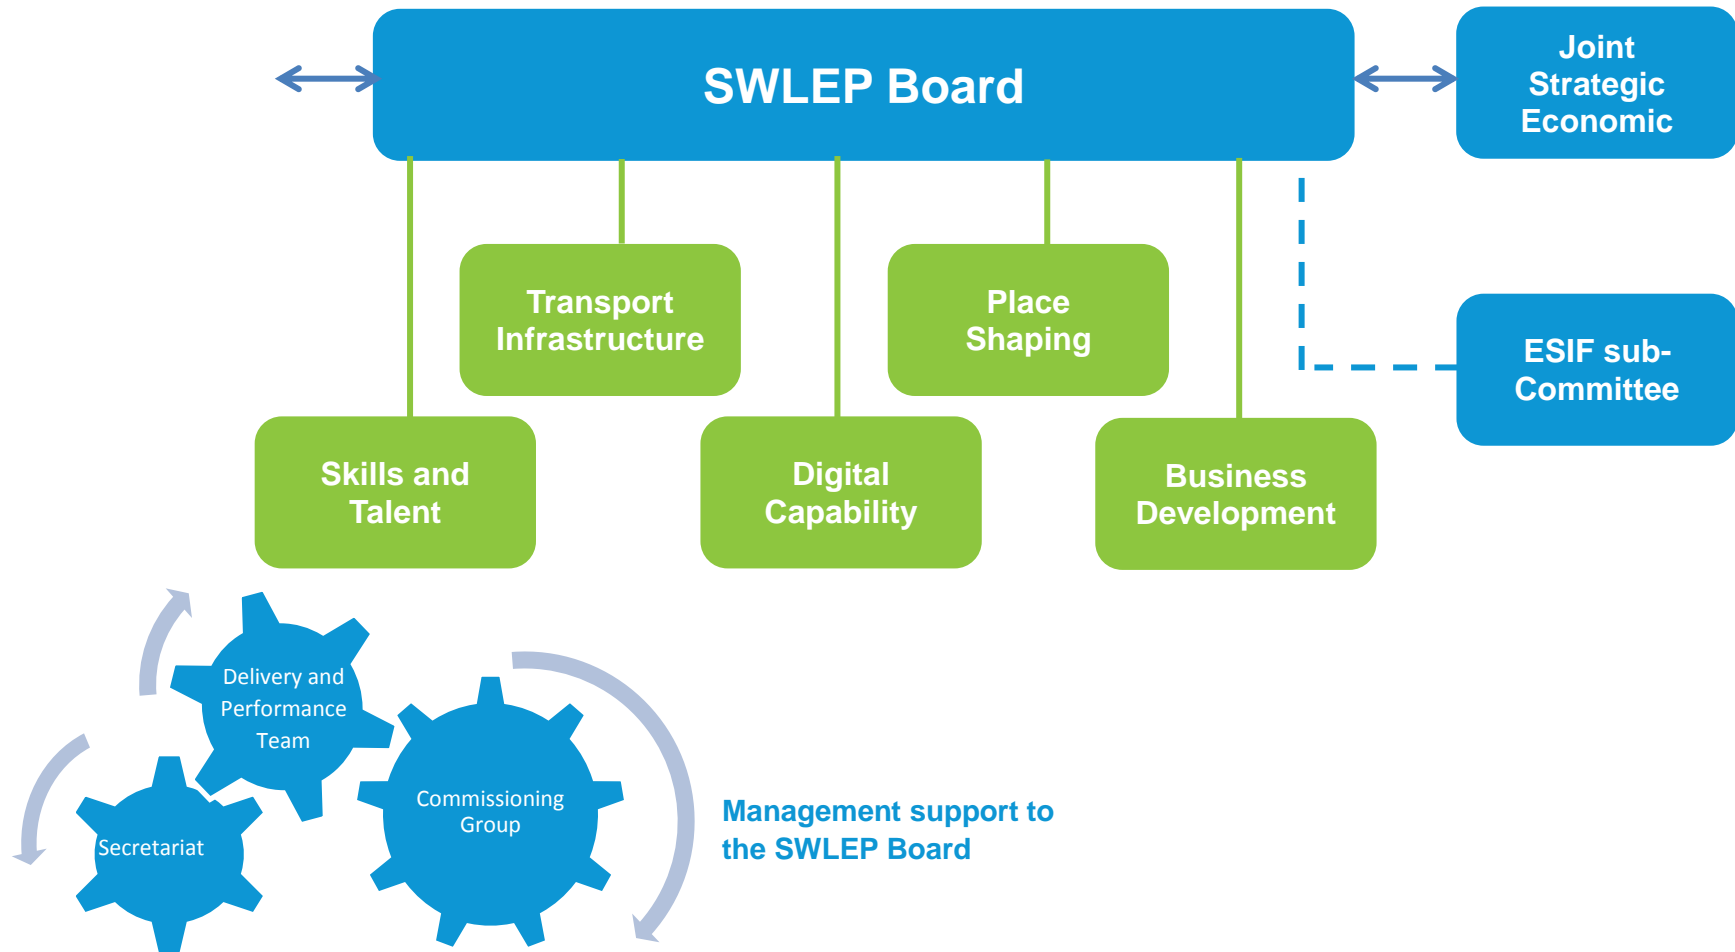 SWLEP Board
Joint
Strategic
Economic
Transport
Infrastructure
Place
Shaping
ESIF sub-
Committee
Skills and
Talent
Digital
Capability
Business
Development
Delivery and
Performance
Team
Commissioning
Group
Secretariat
Management support to
the SWLEP Board